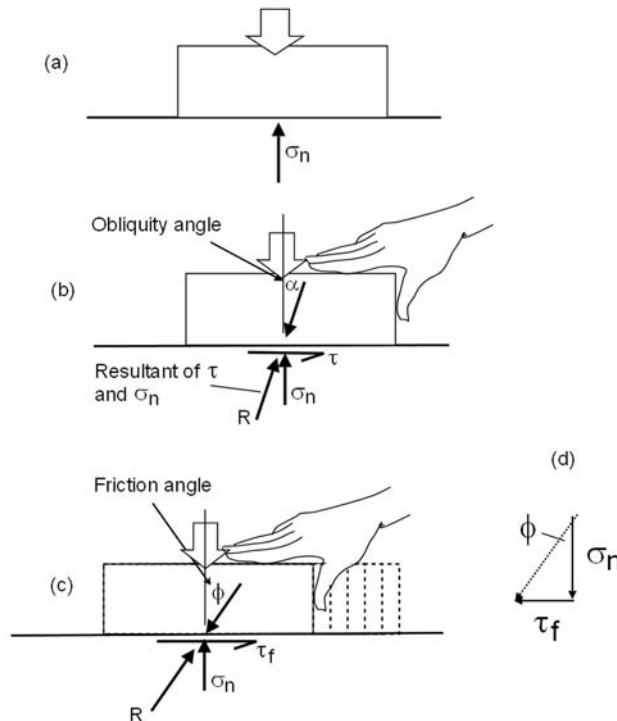 (a)
σn
Obliquity angle
(b)
α
τ
Resultant of τ
and σn
σn
R
(d)
Friction angle
ϕ
σn
(c)
ϕ
τf
τf
σn
R